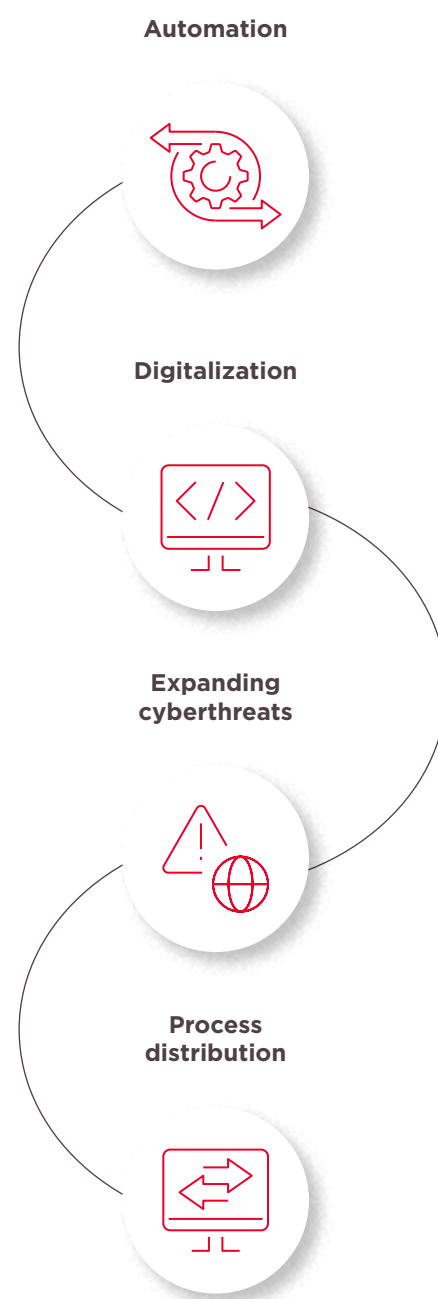 Automation
Digitalization
Expanding
cyberthreats
Process
distribution